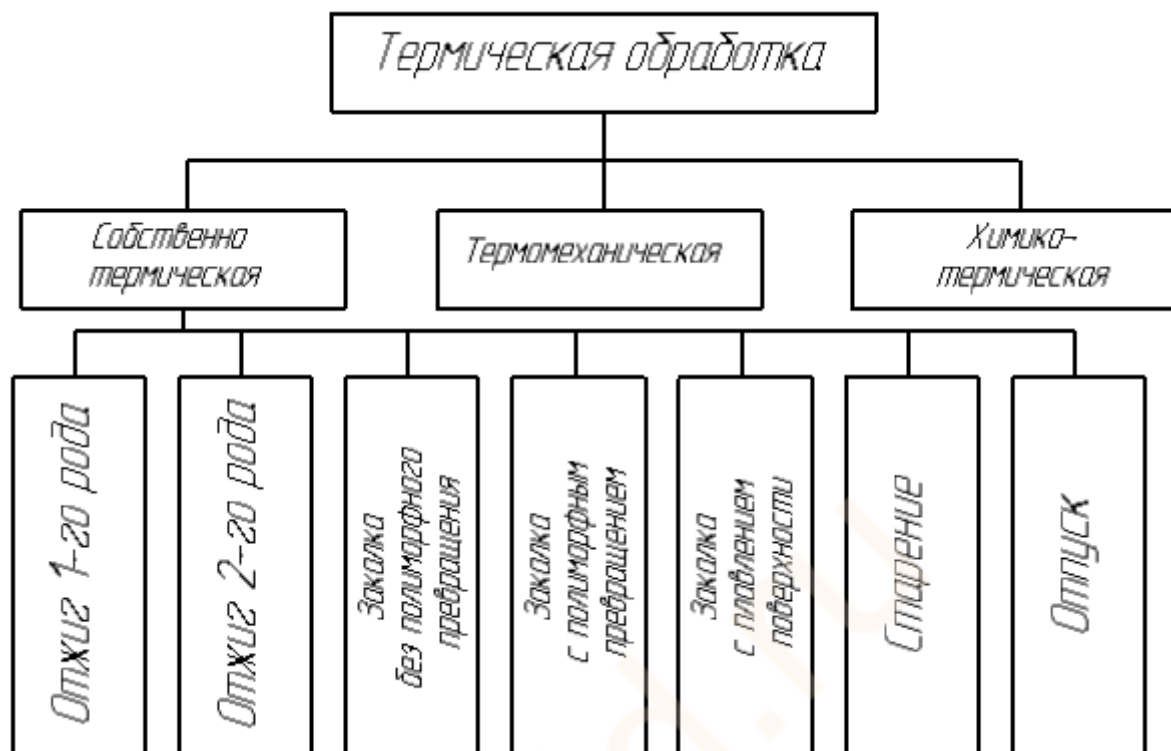 Термическая обработка
Собственно
термическая
Термомеханическая
Химико-
термическая
Отжиг 1-го рода
Отжиг 2-го рода
Закалка
без полиморфного
превращения
Закалка
с полиморфным
превращением
Закалка
с плавлением
поверхности
Старение
Отпуск